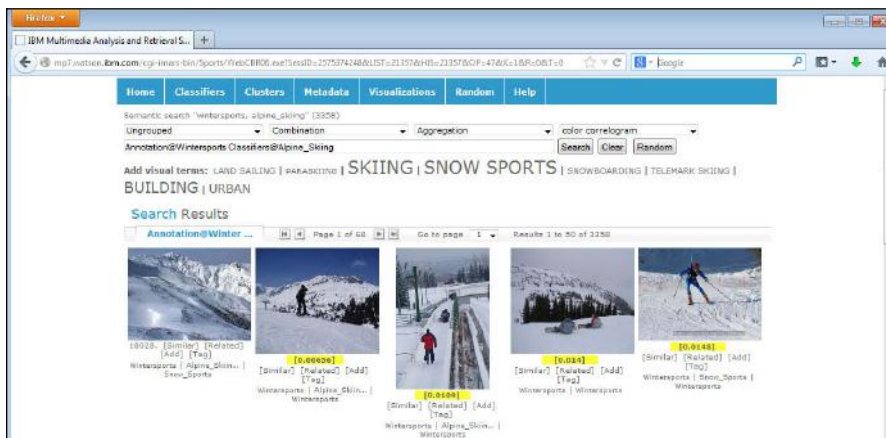 Firefox
IBM Multimedia Analysis and Retrieval S...
Google
Home Classifiers Clusters Metadata Visualizations Random Help
Semantic search "wintersports, alpine_skiing" (3358)
Ungrouped Combination Aggregation color correlogram
Annotation@Wintersports Classifiers@Alpine_Skiing Search Clear Random
Add visual terms: LAND SAILING | PARASKIING | SKIING | SNOW SPORTS | SNOWBOARDING | TELEMARK SKIING |
BUILDING | URBAN
Search Results
Annotation@Winter ... Page 1 of 68 Go to page 1 Results 1 to 50 of 3358
[Similar] [Related]
[Add] [Tag]
Wintersports | Alpine_Skiin... |
Snow_Sports
[Similar] [Related] [Add]
[Tag]
Wintersports | Alpine_Skiin... |
Wintersports
[Similar] [Related] [Add]
[Tag]
Wintersports | Alpine_Skiin... |
Wintersports
[0.014]
[Similar] [Related] [Add]
[Tag]
Wintersports | Wintersports
[0.0148]
[Similar] [Related] [Add]
[Tag]
Wintersports | Snow_Sports |
Wintersports